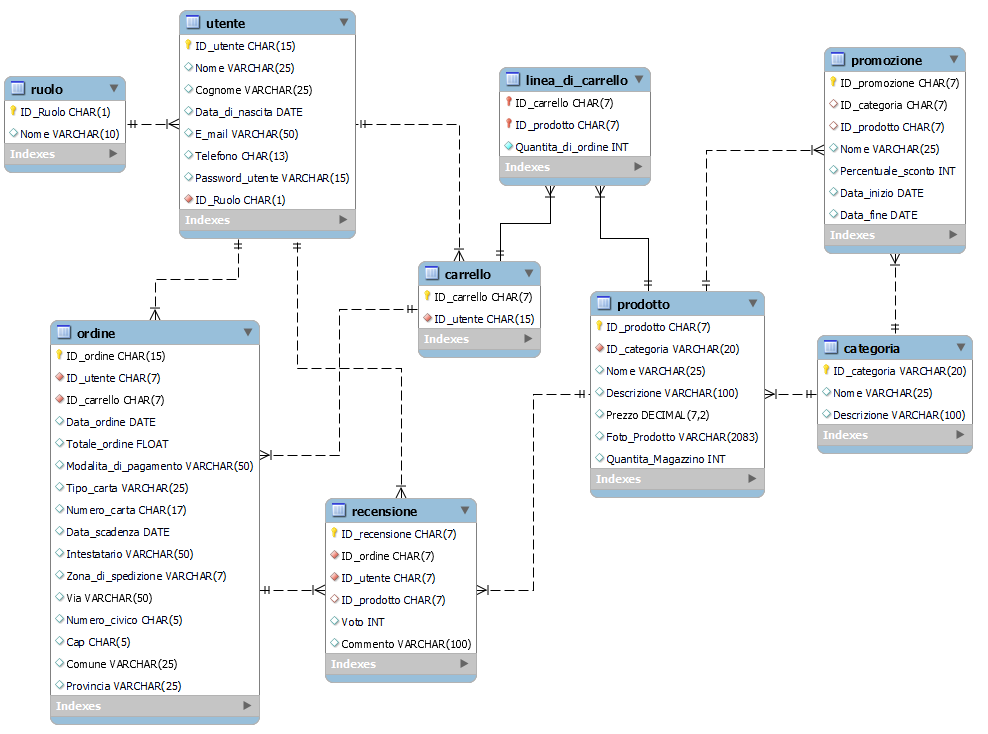 ruolo
ID_Ruolo CHAR(1)
Nome VARCHAR(10)
Indexes
utente
ID_utente CHAR(15)
Nome VARCHAR(25)
Cognome VARCHAR(25)
Data_di_nascita DATE
E_mail VARCHAR(50)
Telefono CHAR(13)
Password_utente VARCHAR(15)
ID_Ruolo CHAR(1)
Indexes
linea_di_carrello
ID_carrello CHAR(7)
ID_prodotto CHAR(7)
Quantita_di_ordine INT
Indexes
promozione
ID_promozione CHAR(7)
ID_categoria CHAR(7)
ID_prodotto CHAR(7)
Nome VARCHAR(25)
Percentuale_sconto INT
Data_inizio DATE
Data_fine DATE
Indexes
carrello
ID_carrello CHAR(7)
ID_utente CHAR(15)
Indexes
prodotto
ID_prodotto CHAR(7)
ID_categoria VARCHAR(20)
Nome VARCHAR(25)
Descrizione VARCHAR(100)
Prezzo DECIMAL(7,2)
Foto_Prodotto VARCHAR(2083)
Quantita_Magazzino INT
Indexes
categoria
ID_categoria VARCHAR(20)
Nome VARCHAR(25)
Descrizione VARCHAR(100)
Indexes
ordine
ID_ordine CHAR(15)
ID_utente CHAR(7)
ID_carrello CHAR(7)
Data_ordine DATE
Totale_ordine FLOAT
Modalita_di_pagamento VARCHAR(50)
Tipo_carta VARCHAR(25)
Numero_carta CHAR(17)
Data_scadenza DATE
Intestatario VARCHAR(50)
Zona_di_spedizione VARCHAR(7)
Via VARCHAR(50)
Numero_civico CHAR(5)
Cap CHAR(5)
Comune VARCHAR(25)
Provincia VARCHAR(25)
Indexes
recensione
ID_recensione CHAR(7)
ID_ordine CHAR(7)
ID_utente CHAR(7)
ID_prodotto CHAR(7)
Voto INT
Commento VARCHAR(100)
Indexes